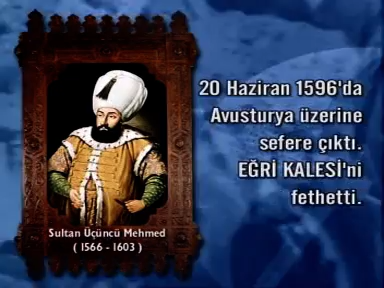 20 Haziran 1596'da
Avusturya üzerine
sefere çıktı.
EĞRİ KALESİ'ni
fethetti.
Sultan Üçüncü Mehmed
( 1566 - 1603 )